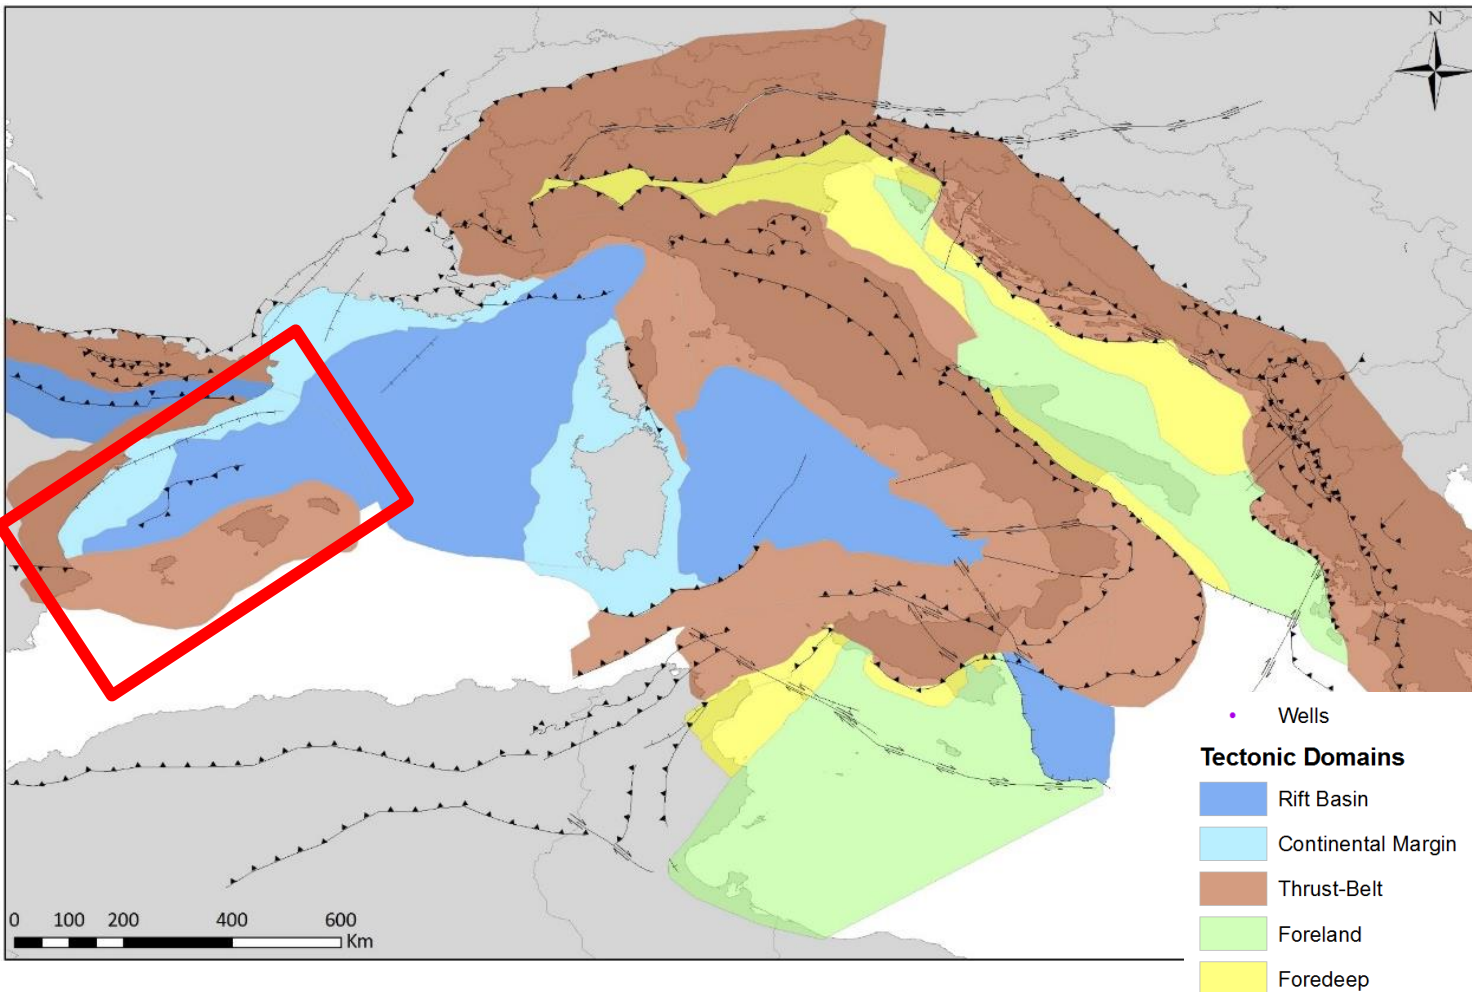 N
Wells
Tectonic Domains
Rift Basin
Continental Margin
Thrust-Belt
Foreland
Foredeep
0 100 200 400 600
Km